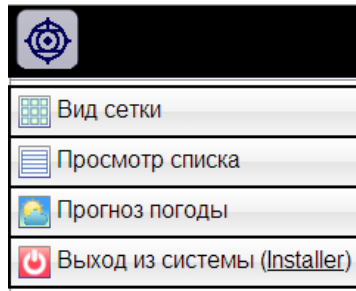 Вид сетки
Просмотр списка
Прогноз погоды
Выход из системы (Installer)